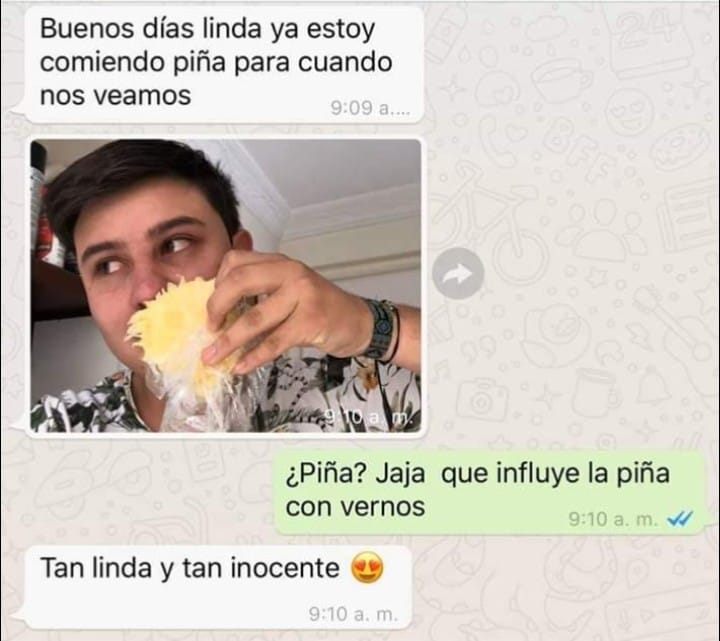 Buenos días linda ya estoy
comiendo piña para cuando
nos veamos
9:09 a....
9:10 a. m.
¿Piña? Jaja que influye la piña
con vernos
9:10 a. m.
Tan linda y tan inocente 😍
9:10 a. m.